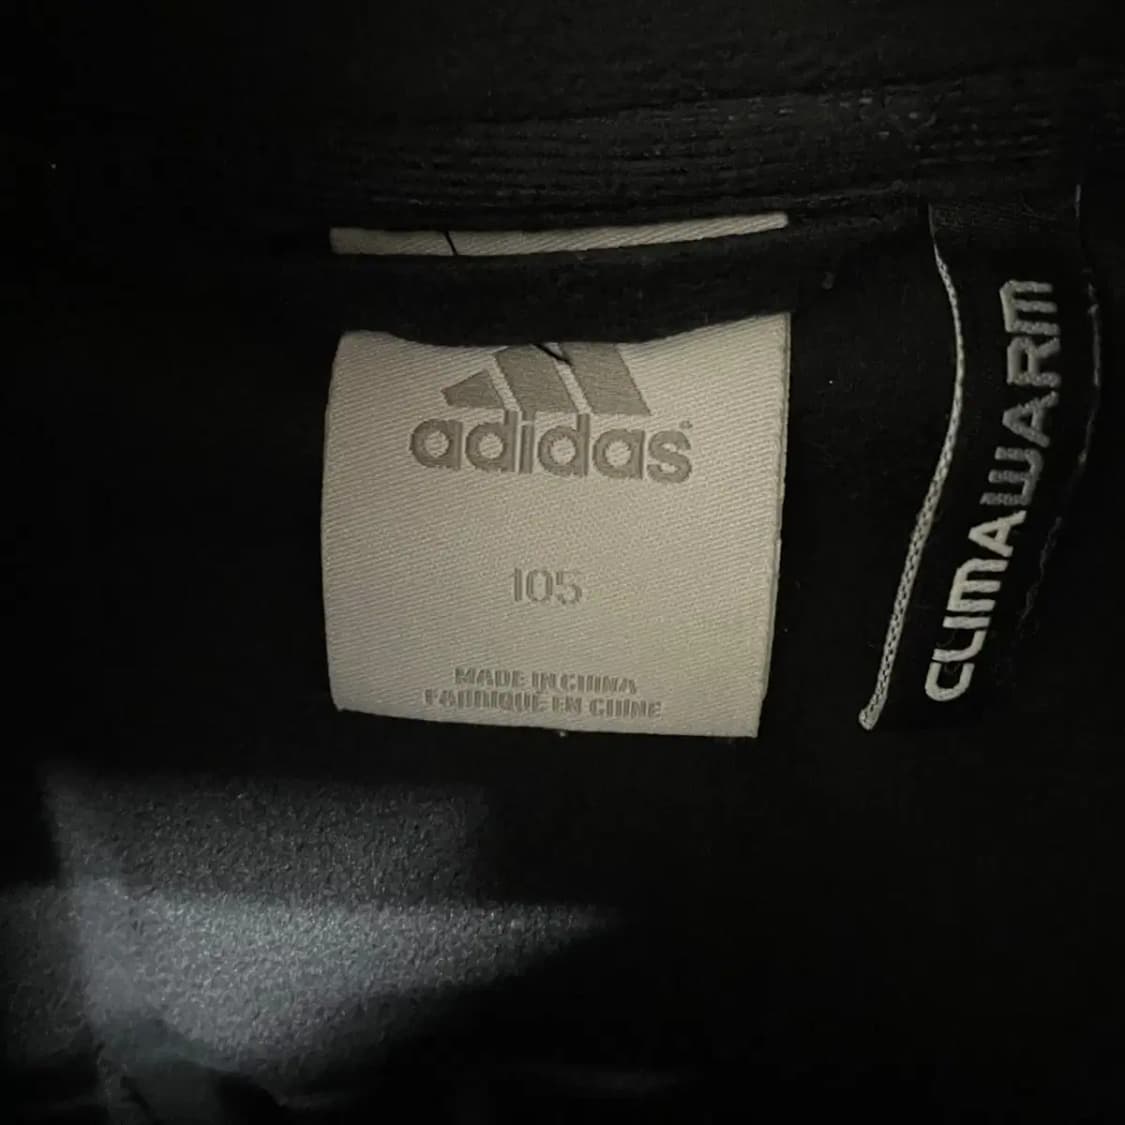 adidas
105
MADE IN CHINA
FABRIQUÉ EN CHINE
CLIMAWARM